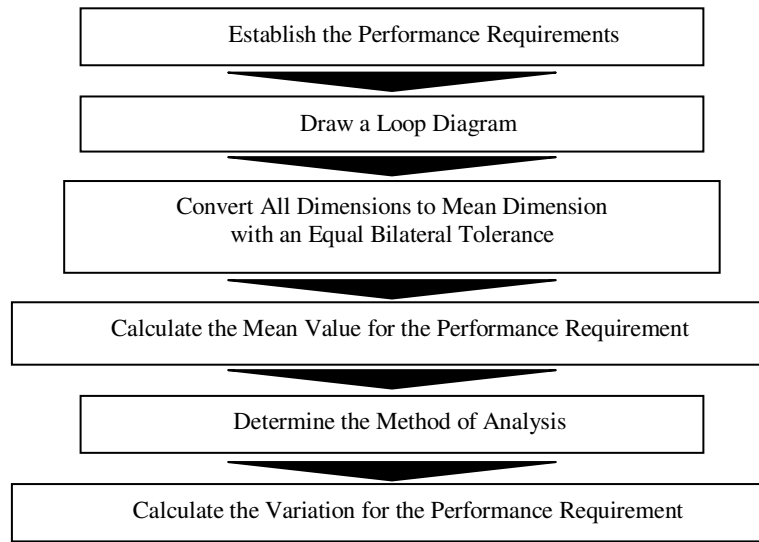 Establish the Performance Requirements
Draw a Loop Diagram
Convert All Dimensions to Mean Dimension
with an Equal Bilateral Tolerance
Calculate the Mean Value for the Performance Requirement
Determine the Method of Analysis
Calculate the Variation for the Performance Requirement